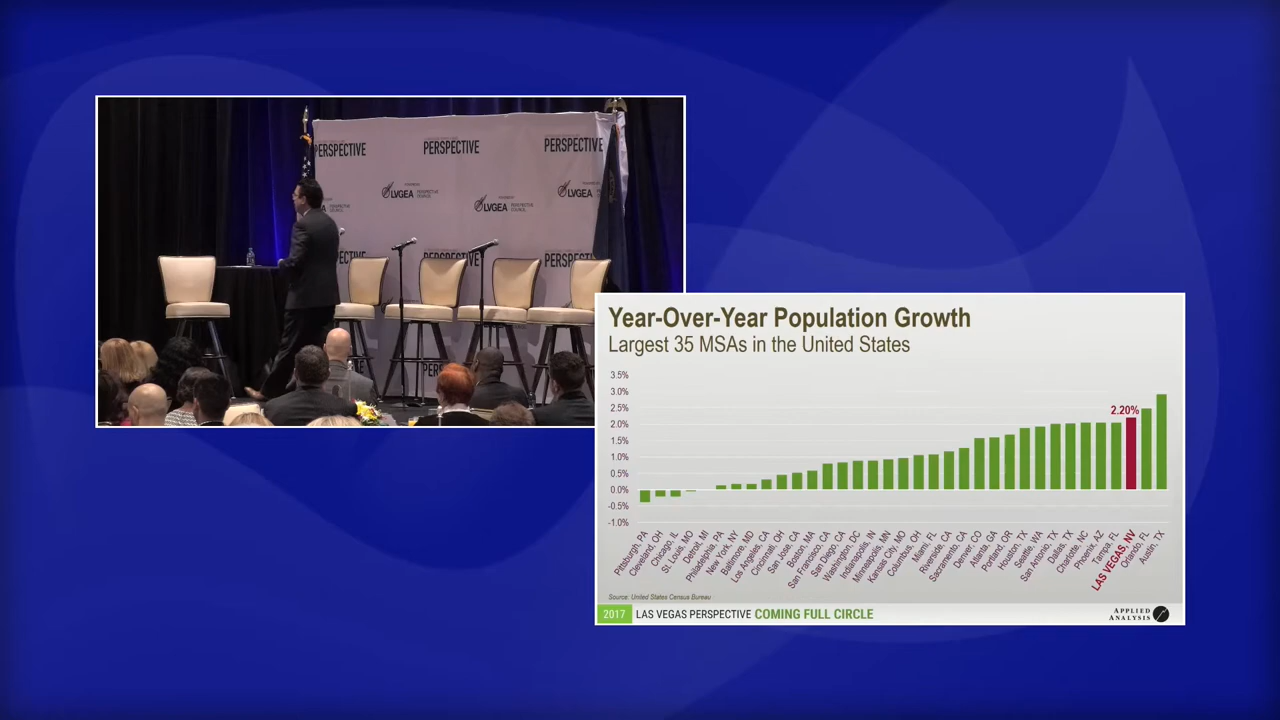 PERSPECTIVE
PERSPECTIVE
PERSPECTIVE
LVGEA PERSPECTIVE COUNCIL
LVGEA PERSPECTIVE COUNCIL
LVGEA
PERSPECTIVE
Year-Over-Year Population Growth
Largest 35 MSAs in the United States
3.5%
3.0%
2.5%
2.0%
1.5%
1.0%
0.5%
0.0%
-0.5%
-1.0%
2.20%
Pittsburgh, PA
Cleveland, OH
Chicago, IL
St. Louis, MO
Detroit, MI
Philadelphia, PA
New York, NY
Baltimore, MD
Los Angeles, CA
Cincinnati, OH
San Jose, CA
Boston, MA
San Francisco, CA
San Diego, CA
Washington, DC
Indianapolis, IN
Minneapolis, MN
Kansas City, MO
Columbus, OH
Miami, FL
Riverside, CA
Sacramento, CA
Denver, CO
Atlanta, GA
Portland, OR
Houston, TX
Seattle, WA
San Antonio, TX
Dallas, TX
Charlotte, NC
Phoenix, AZ
Tampa, FL
LAS VEGAS, NV
Orlando, FL
Austin, TX
Source: United States Census Bureau
2017 LAS VEGAS PERSPECTIVE COMING FULL CIRCLE
APPLIED
ANALYSIS